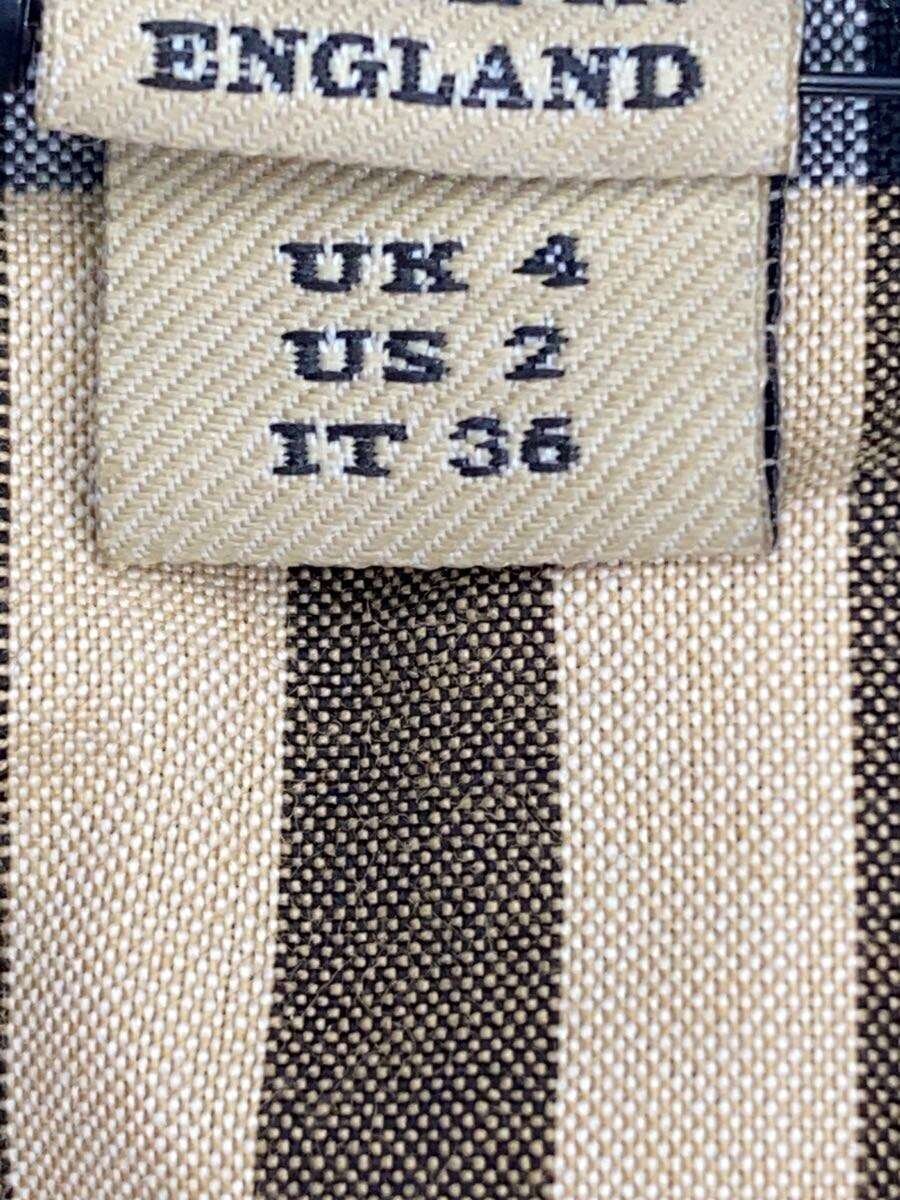 ENGLAND
UK 4
US 2
IT 36